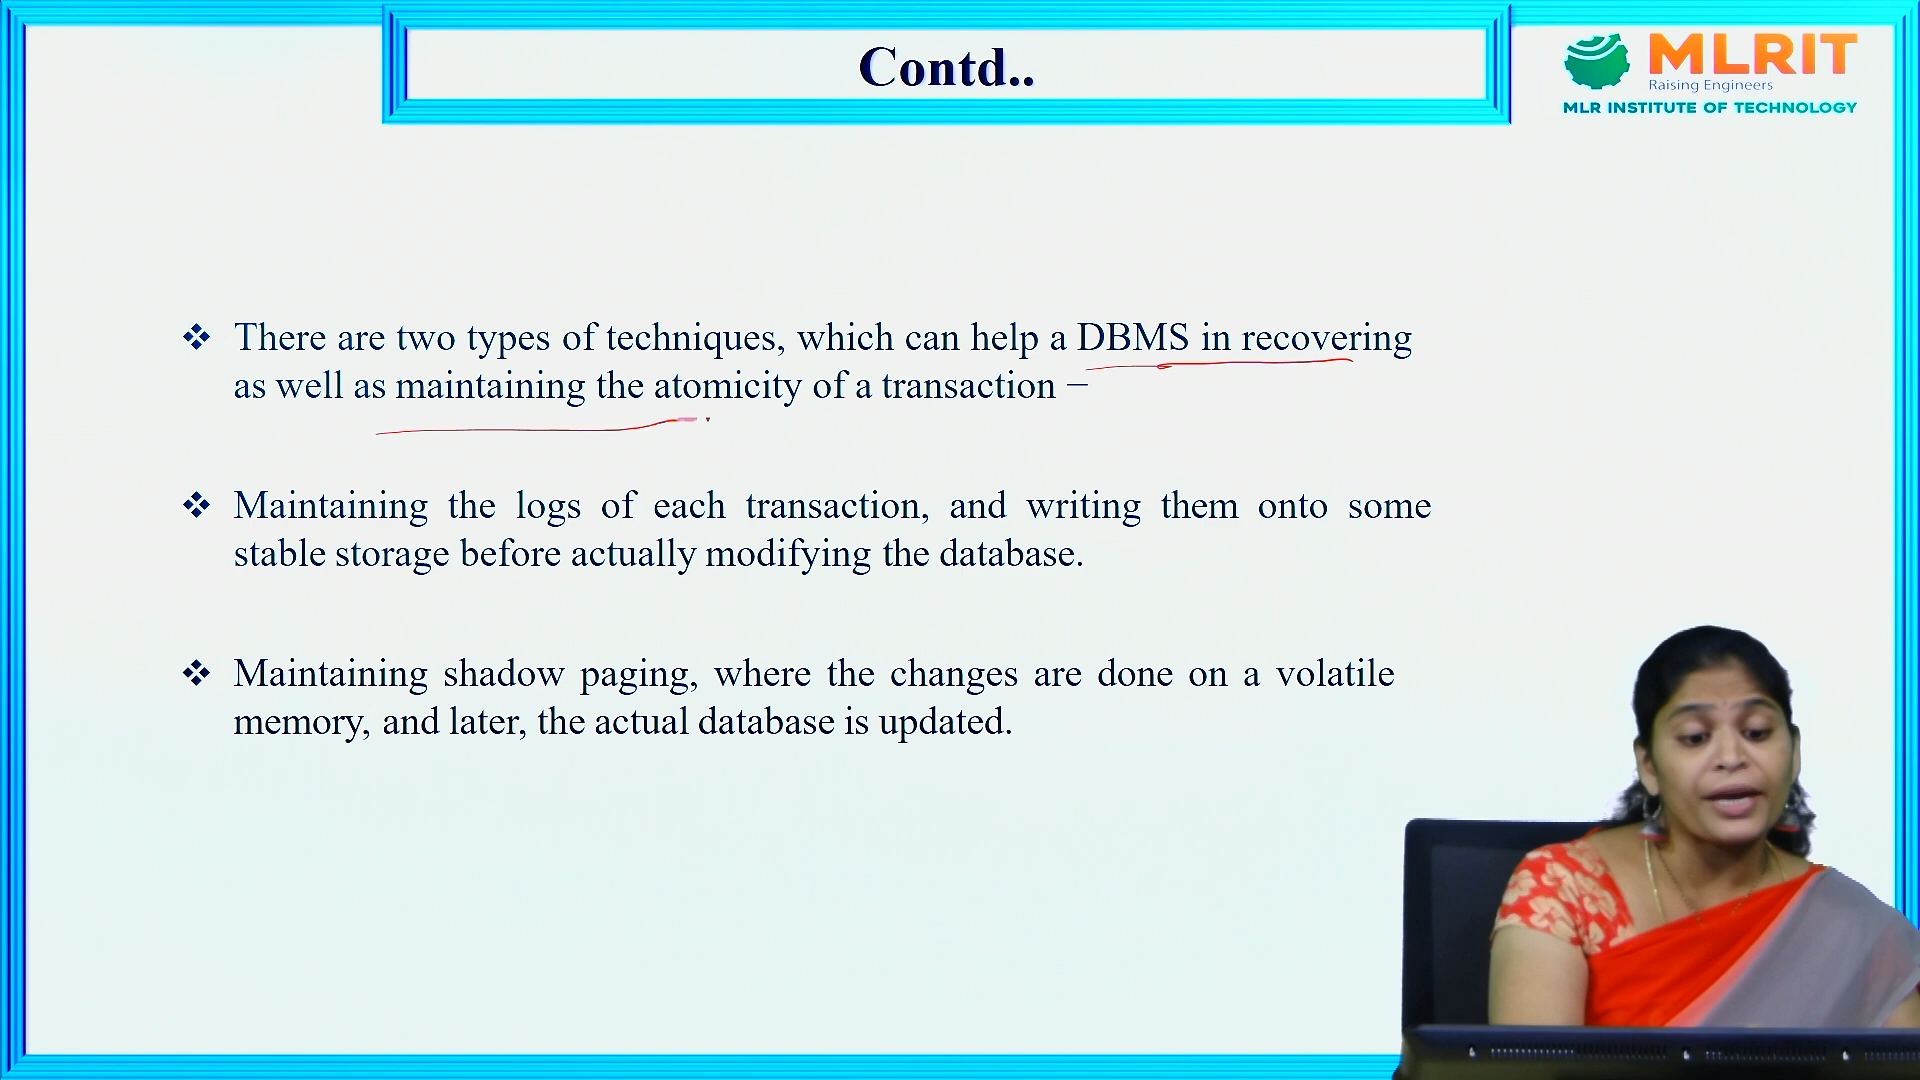 Contd..
MLRIT
Raising Engineers
MLR INSTITUTE OF TECHNOLOGY
❖ There are two types of techniques, which can help a DBMS in recovering
as well as maintaining the atomicity of a transaction −
❖ Maintaining the logs of each transaction, and writing them onto some
stable storage before actually modifying the database.
❖ Maintaining shadow paging, where the changes are done on a volatile
memory, and later, the actual database is updated.